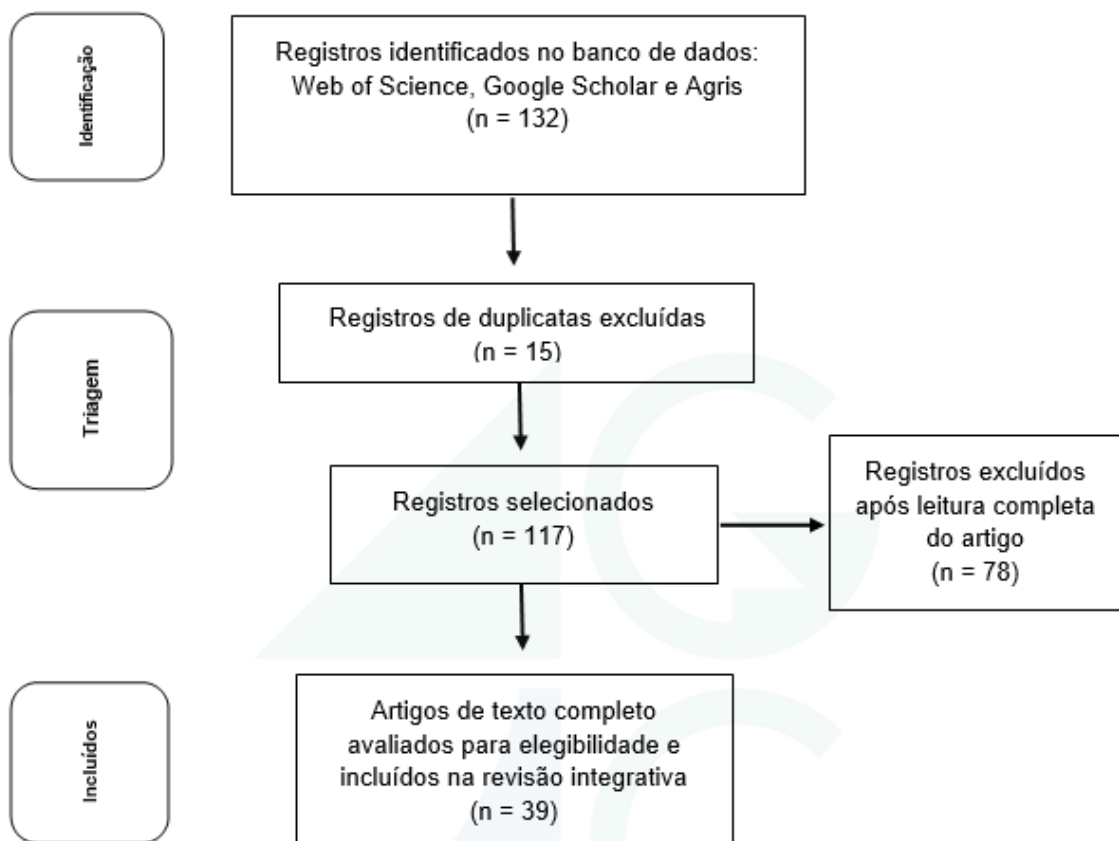 Identificação
Registros identificados no banco de dados:
Web of Science, Google Scholar e Agris
(n = 132)
Triagem
Registros de duplicatas excluídas
(n = 15)
Registros selecionados
(n = 117)
Registros excluídos
após leitura completa
do artigo
(n = 78)
Incluídos
Artigos de texto completo
avaliados para elegibilidade e
incluídos na revisão integrativa
(n = 39)